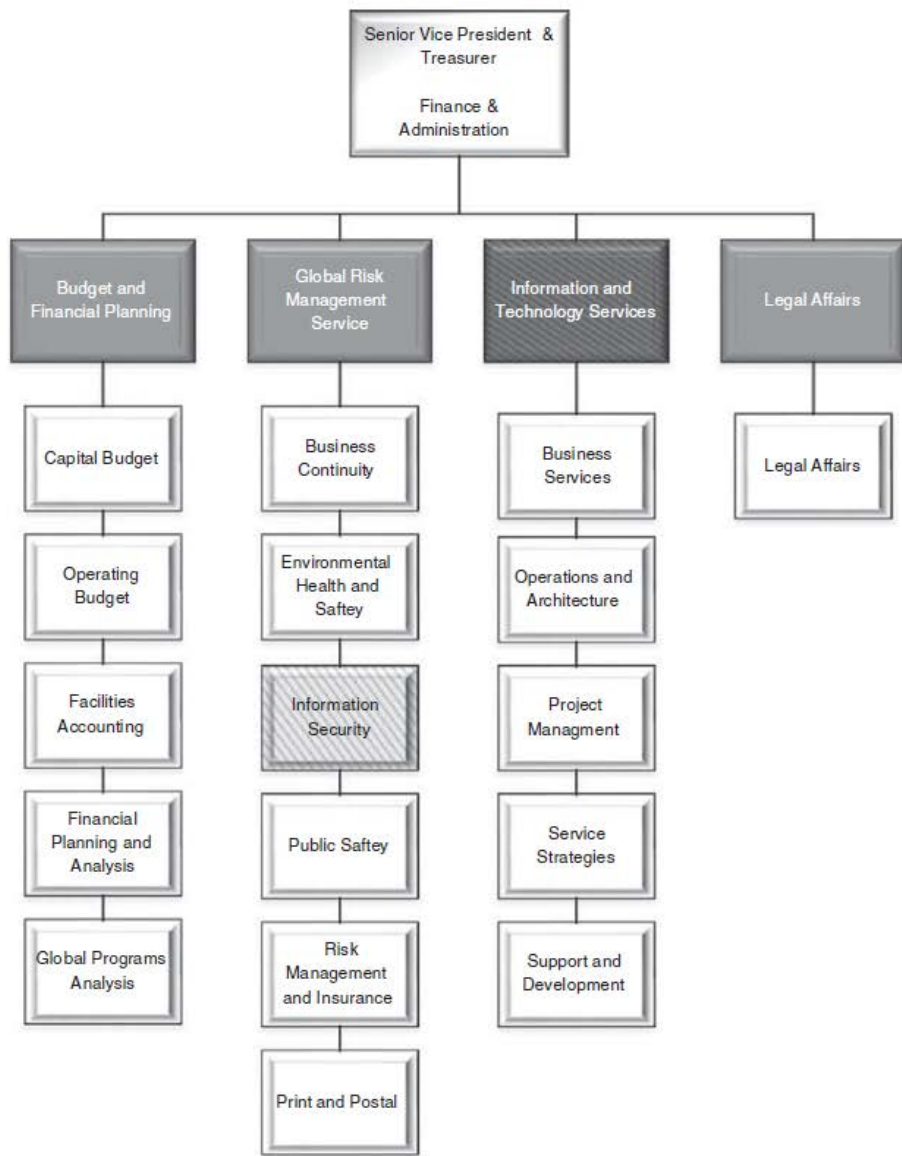 Senior Vice President &
Treasurer
Finance &
Administration
Budget and
Financial Planning
Global Risk
Management
Service
Information and
Technology Services
Legal Affairs
Capital Budget
Operating
Budget
Facilities
Accounting
Financial
Planning and
Analysis
Global Programs
Analysis
Business
Continuity
Environmental
Health and
Saftey
Information
Security
Public Saftey
Risk
Management
and Insurance
Print and Postal
Business
Services
Operations and
Architecture
Project
Managment
Service
Strategies
Support and
Development
Legal Affairs